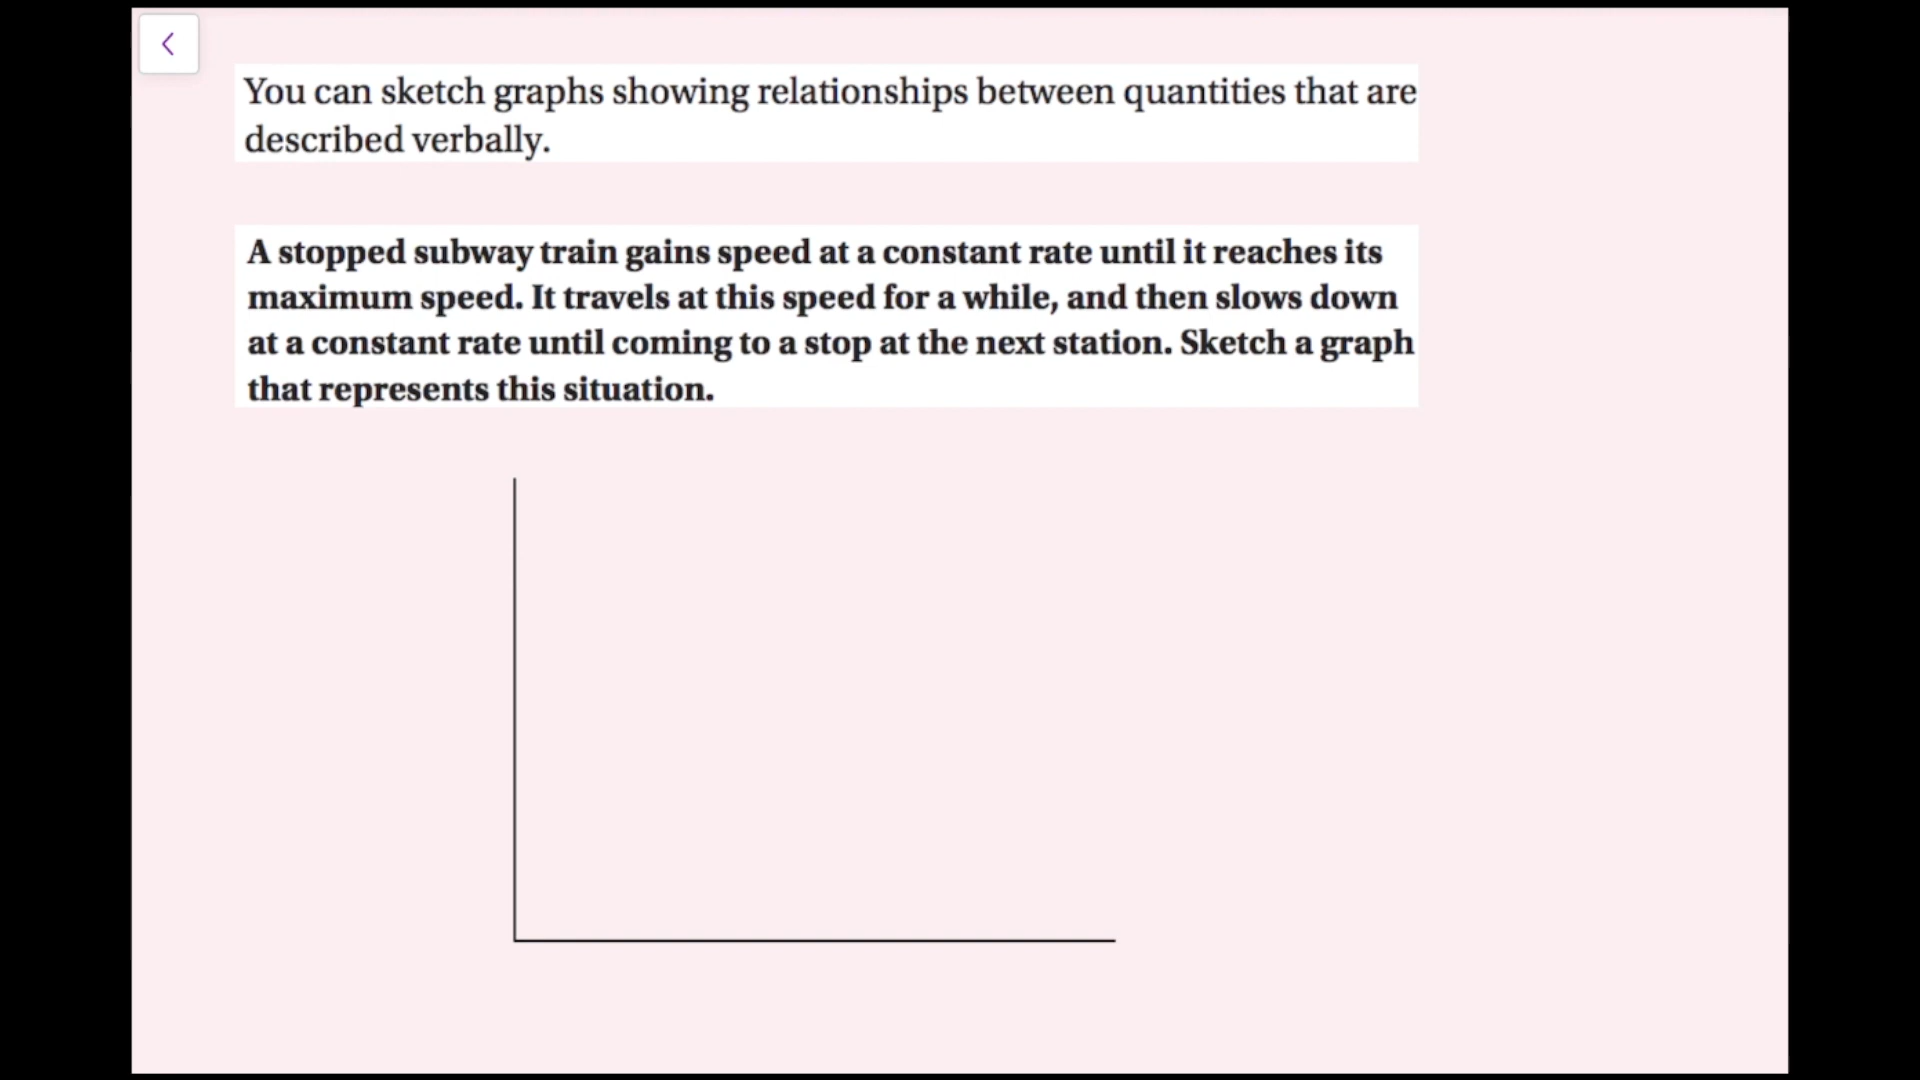 You can sketch graphs showing relationships between quantities that are
described verbally.
A stopped subway train gains speed at a constant rate until it reaches its
maximum speed. It travels at this speed for a while, and then slows down
at a constant rate until coming to a stop at the next station. Sketch a graph
that represents this situation.